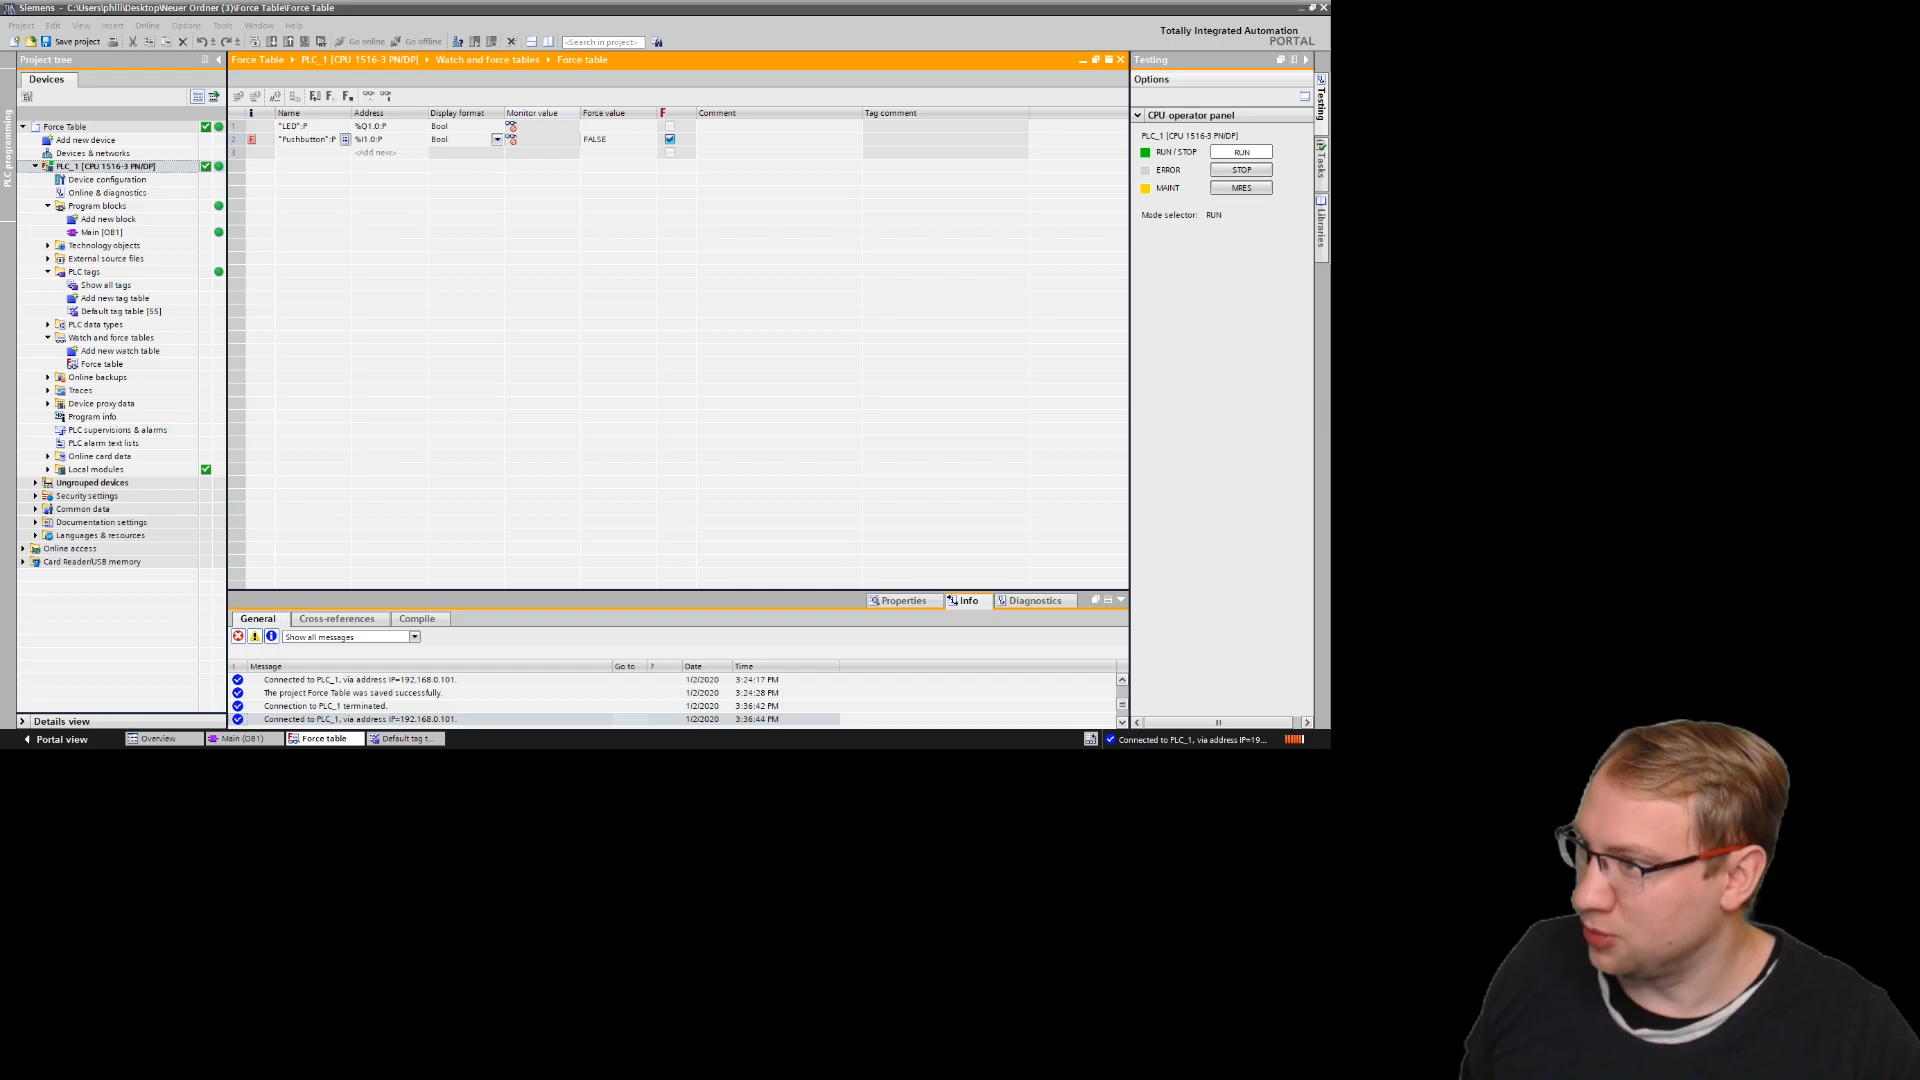 Siemens - C:\Users\philli\Desktop\Neuer Ordner (3)\Force Table\Force Table
Project Edit View Insert Online Options Tools Window Help
Save project
Go online Go offline
<Search in project>
Totally Integrated Automation
PORTAL
Project tree
Force Table PLC_1 [CPU 1516-3 PN/DP] Watch and force tables Force table
Testing
Devices
Options
PLC programming
Force Table
Add new device
Devices & networks
PLC_1 [CPU 1516-3 PN/DP]
Device configuration
Online & diagnostics
Program blocks
Add new block
Main [OB1]
Technology objects
External source files
PLC tags
Show all tags
Add new tag table
Default tag table [55]
PLC data types
Watch and force tables
Add new watch table
Force table
Online backups
Traces
Device proxy data
Program info
PLC supervisions & alarms
PLC alarm text lists
Online card data
Local modules
Ungrouped devices
Security settings
Common data
Documentation settings
Languages & resources
Online access
Card Reader/USB memory
Details view
i Name Address Display format Monitor value Force value F Comment Tag comment
1 "LED":P %Q1.0:P Bool
2 F "Pushbutton":P %I1.0:P Bool FALSE
3 <Add new>
CPU operator panel
PLC_1 [CPU 1516-3 PN/DP]
RUN / STOP RUN
ERROR STOP
MAINT MRES
Mode selector: RUN
Testing
Tasks
Libraries
Properties Info Diagnostics
General Cross-references Compile
Show all messages
! Message Go to ? Date Time
Connected to PLC_1, via address IP=192.168.0.101. 1/2/2020 3:24:17 PM
The project Force Table was saved successfully. 1/2/2020 3:24:28 PM
Connection to PLC_1 terminated. 1/2/2020 3:36:42 PM
Connected to PLC_1, via address IP=192.168.0.101. 1/2/2020 3:36:44 PM
Portal view Overview Main (OB1) Force table Default tag t... Connected to PLC_1, via address IP=19...